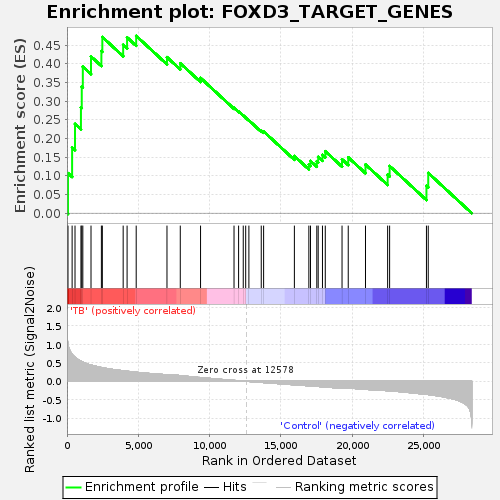 Enrichment plot: FOXD3_TARGET_GENES
Enrichment score (ES)
0.45
0.40
0.35
0.30
0.25
0.20
0.15
0.10
0.05
0.00
Ranked list metric (Signal2Noise)
2.0
1.5
1.0
0.5
0.0
-0.5
-1.0
'TB' (positively correlated)
Zero cross at 12578
'Control' (negatively correlated)
0 5,000 10,000 15,000 20,000 25,000
Rank in Ordered Dataset
Enrichment profile Hits Ranking metric scores